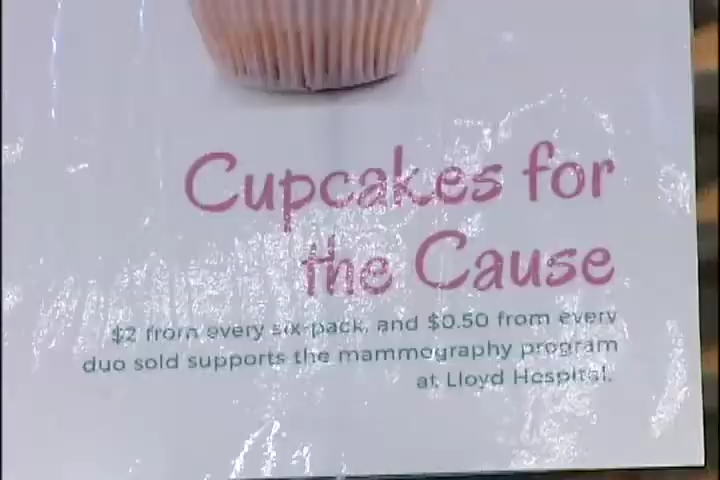 Cupcakes for
the Cause
$2 from every six-pack, and $0.50 from every
duo sold supports the mammography program
at Lloyd Hospital.